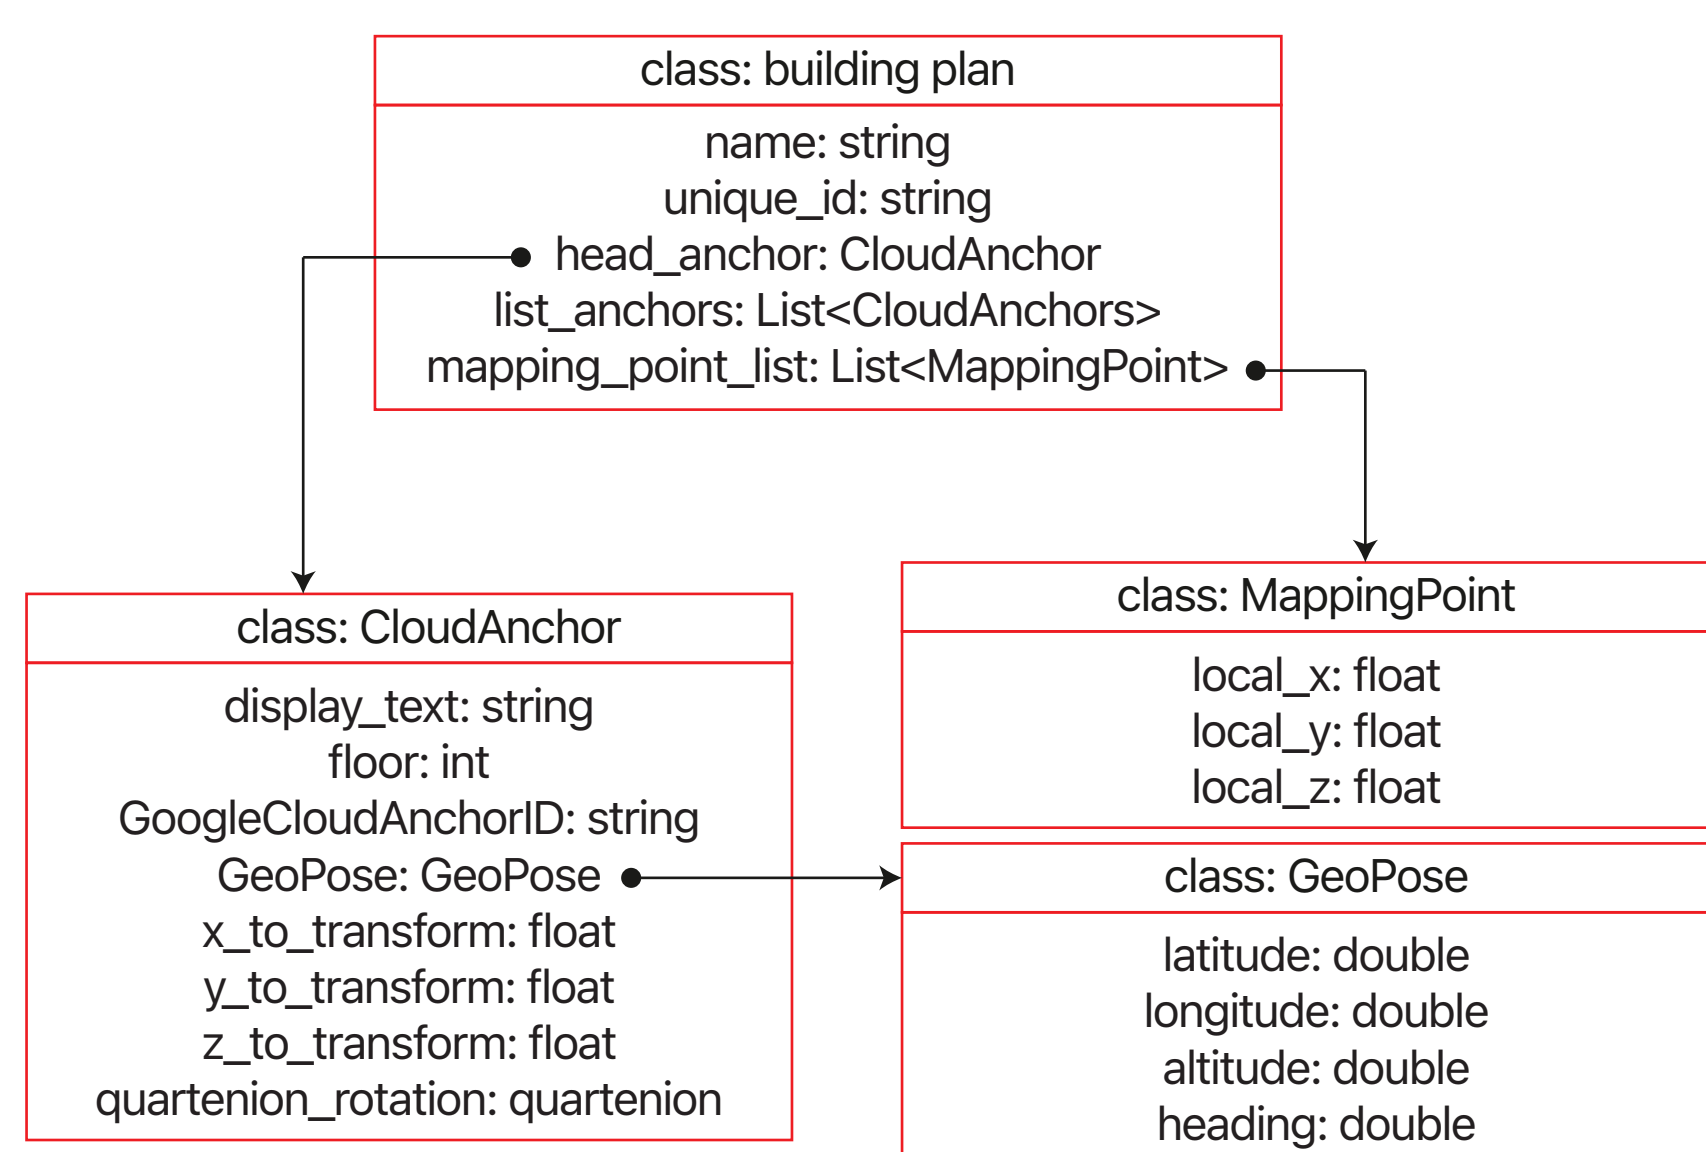 class: building plan
name: string
unique_id: string
head_anchor: CloudAnchor
list_anchors: List<CloudAnchors>
mapping_point_list: List<MappingPoint>
class: CloudAnchor
display_text: string
floor: int
GoogleCloudAnchorID: string
GeoPose: GeoPose
x_to_transform: float
y_to_transform: float
z_to_transform: float
quartenion_rotation: quartenion
class: MappingPoint
local_x: float
local_y: float
local_z: float
class: GeoPose
latitude: double
longitude: double
altitude: double
heading: double